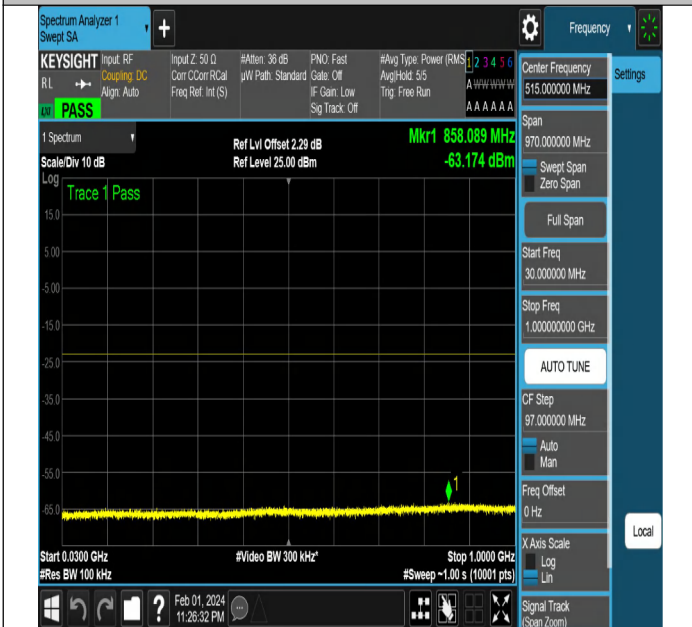 Spectrum Analyzer 1
Swept SA
Frequency
KEYSIGHT
RL
Input: RF
Coupling: DC
Align: Auto
Input Z: 50 Ω
Corr CCorr RCal
Freq Ref: Int (S)
#Atten: 36 dB
µW Path: Standard
PNO: Fast
Gate: Off
IF Gain: Low
Sig Track: Off
#Avg Type: Power (RMS
Avg|Hold: 5/5
Trig: Free Run
1 2 3 4 5 6
A W W W W W
A A A A A A
LXI PASS
1 Spectrum
Scale/Div 10 dB
Ref Lvl Offset 2.29 dB
Ref Level 25.00 dBm
Mkr1 858.089 MHz
-63.174 dBm
Log
Trace 1 Pass
15.0
5.00
-5.00
-15.0
-25.0
-35.0
-45.0
-55.0
-65.0
1
Start 0.0300 GHz
#Res BW 100 kHz
#Video BW 300 kHz*
Stop 1.0000 GHz
#Sweep ~1.00 s (10001 pts)
Feb 01, 2024
11:26:32 PM
?
Center Frequency
515.000000 MHz
Settings
Span
970.000000 MHz
Swept Span
Zero Span
Full Span
Start Freq
30.000000 MHz
Stop Freq
1.000000000 GHz
AUTO TUNE
CF Step
97.000000 MHz
Auto
Man
Freq Offset
0 Hz
Local
X Axis Scale
Log
Lin
Signal Track
(Span Zoom)